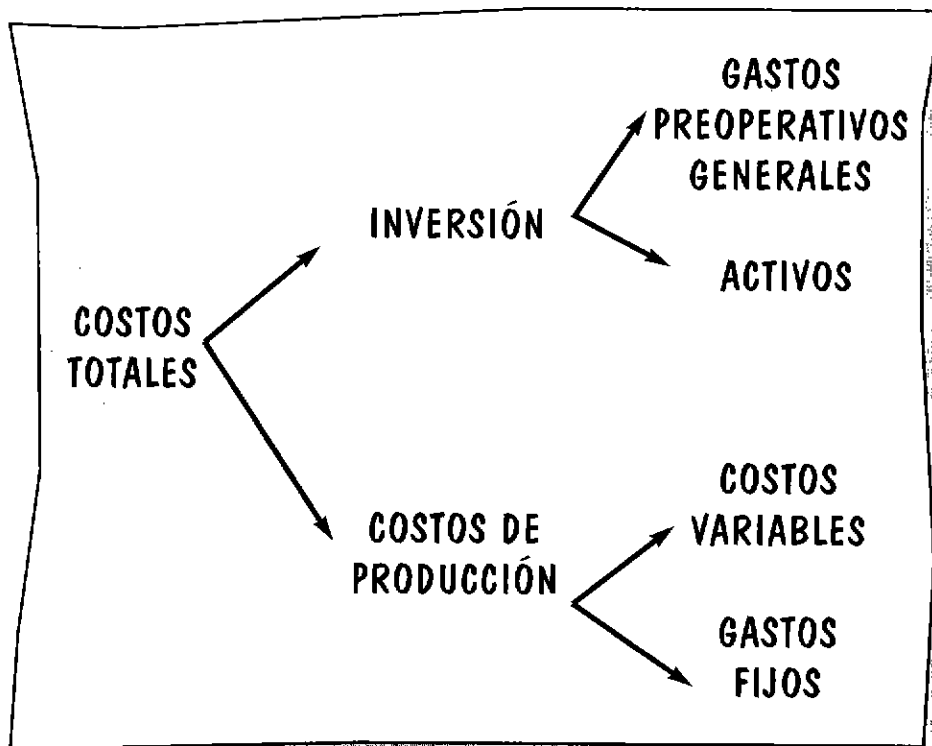 COSTOS
TOTALES
INVERSIÓN
GASTOS
PREOPERATIVOS
GENERALES
ACTIVOS
COSTOS DE
PRODUCCIÓN
COSTOS
VARIABLES
GASTOS
FIJOS